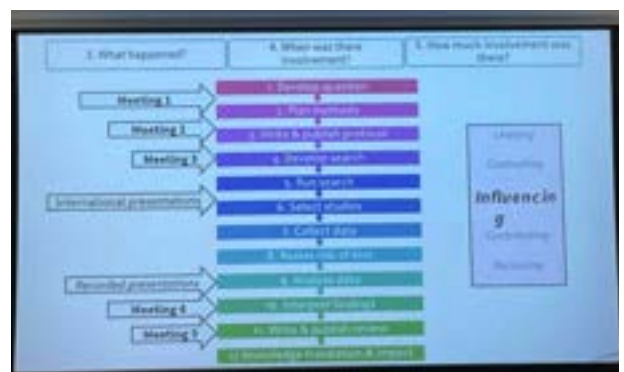 3. What happened?
4. When was there
involvement?
5. How much involvement was
there?
1. Develop question
2. Plan methods
3. Write & publish protocol
4. Develop search
5. Run search
6. Select studies
7. Collect data
8. Assess risk of bias
9. Analyse data
10. Interpret findings
11. Write & publish review
12. Knowledge translation & impact
Meeting 1
Meeting 2
Meeting 3
International presentations
Recorded presentations
Meeting 4
Meeting 5
Leading
Controlling
Influencin
g
Contributing
Receiving